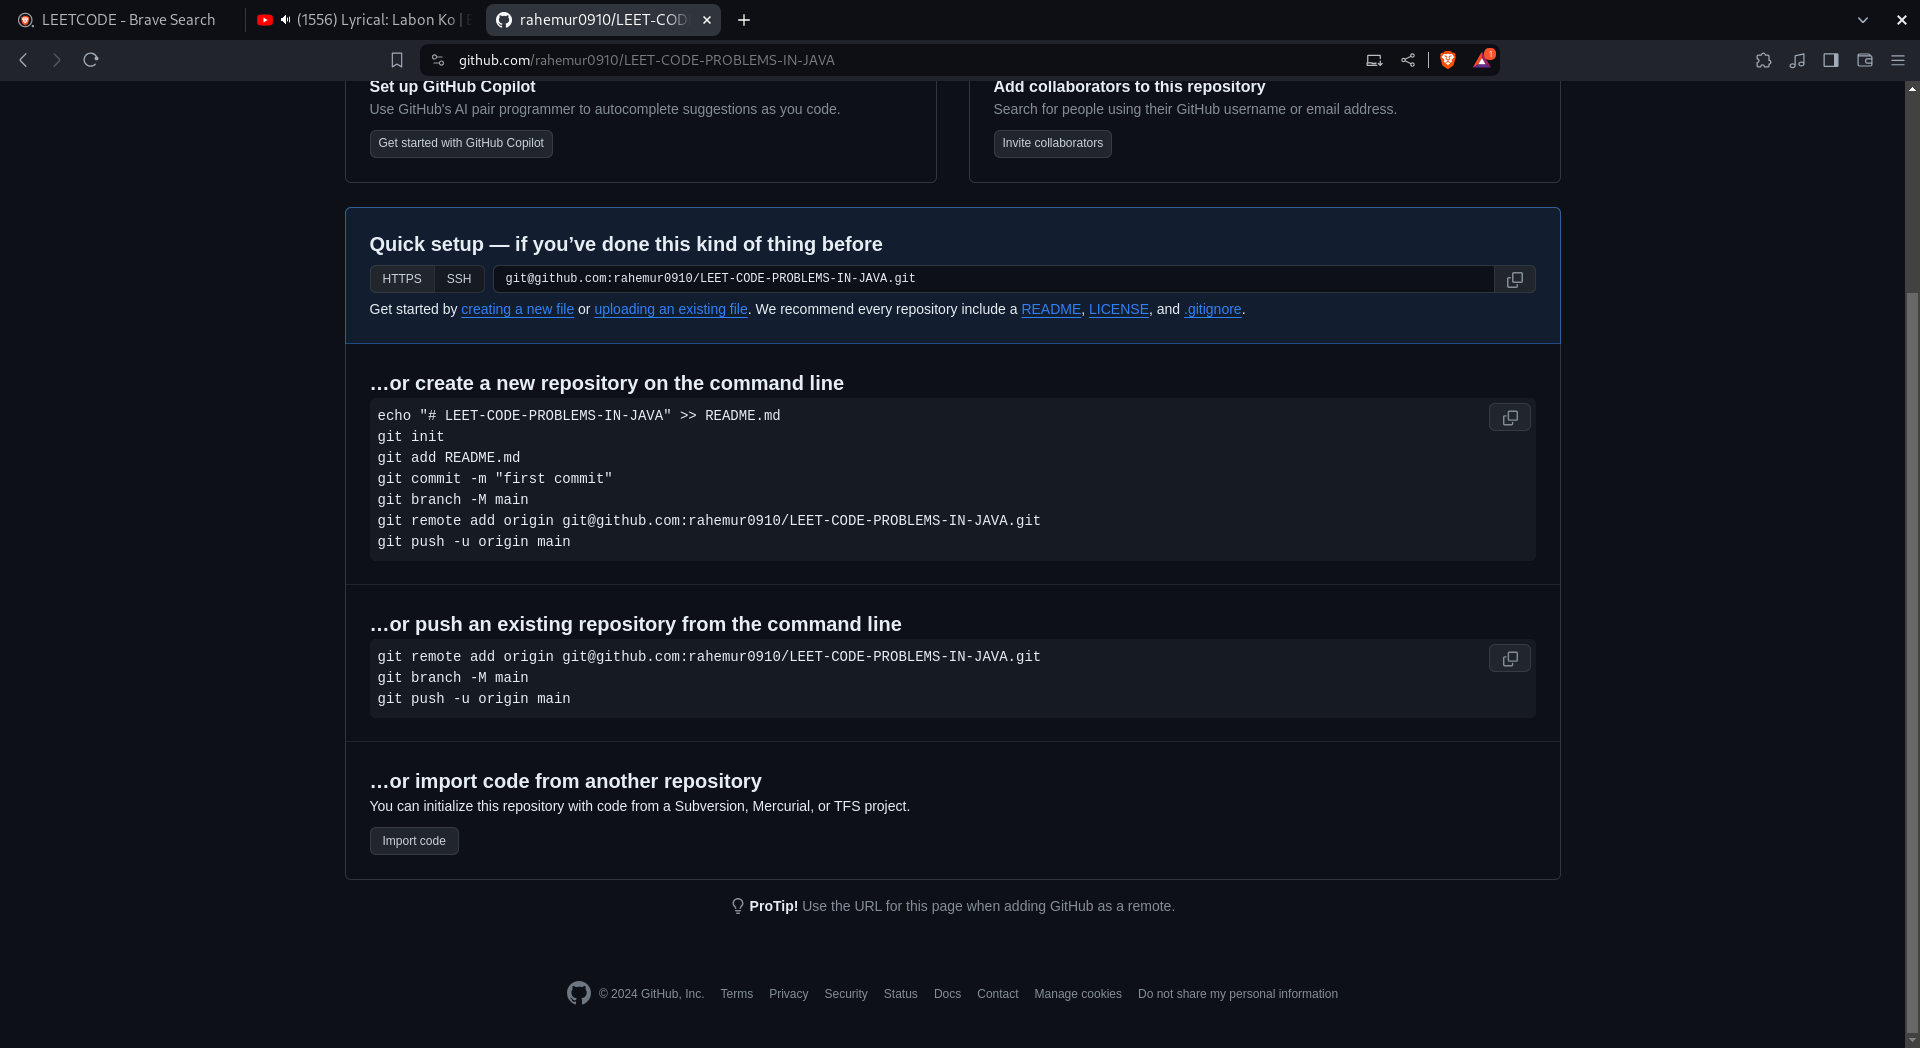 LEETCODE - Brave Search
(1556) Lyrical: Labon Ko |
rahemur0910/LEET-COD
github.com/rahemur0910/LEET-CODE-PROBLEMS-IN-JAVA
1
Set up GitHub Copilot
Use GitHub's AI pair programmer to autocomplete suggestions as you code.
Get started with GitHub Copilot
Add collaborators to this repository
Search for people using their GitHub username or email address.
Invite collaborators
Quick setup — if you’ve done this kind of thing before
HTTPS SSH git@github.com:rahemur0910/LEET-CODE-PROBLEMS-IN-JAVA.git
Get started by creating a new file or uploading an existing file. We recommend every repository include a README, LICENSE, and .gitignore.
…or create a new repository on the command line
echo "# LEET-CODE-PROBLEMS-IN-JAVA" >> README.md
git init
git add README.md
git commit -m "first commit"
git branch -M main
git remote add origin git@github.com:rahemur0910/LEET-CODE-PROBLEMS-IN-JAVA.git
git push -u origin main
…or push an existing repository from the command line
git remote add origin git@github.com:rahemur0910/LEET-CODE-PROBLEMS-IN-JAVA.git
git branch -M main
git push -u origin main
…or import code from another repository
You can initialize this repository with code from a Subversion, Mercurial, or TFS project.
Import code
ProTip! Use the URL for this page when adding GitHub as a remote.
© 2024 GitHub, Inc. Terms Privacy Security Status Docs Contact Manage cookies Do not share my personal information